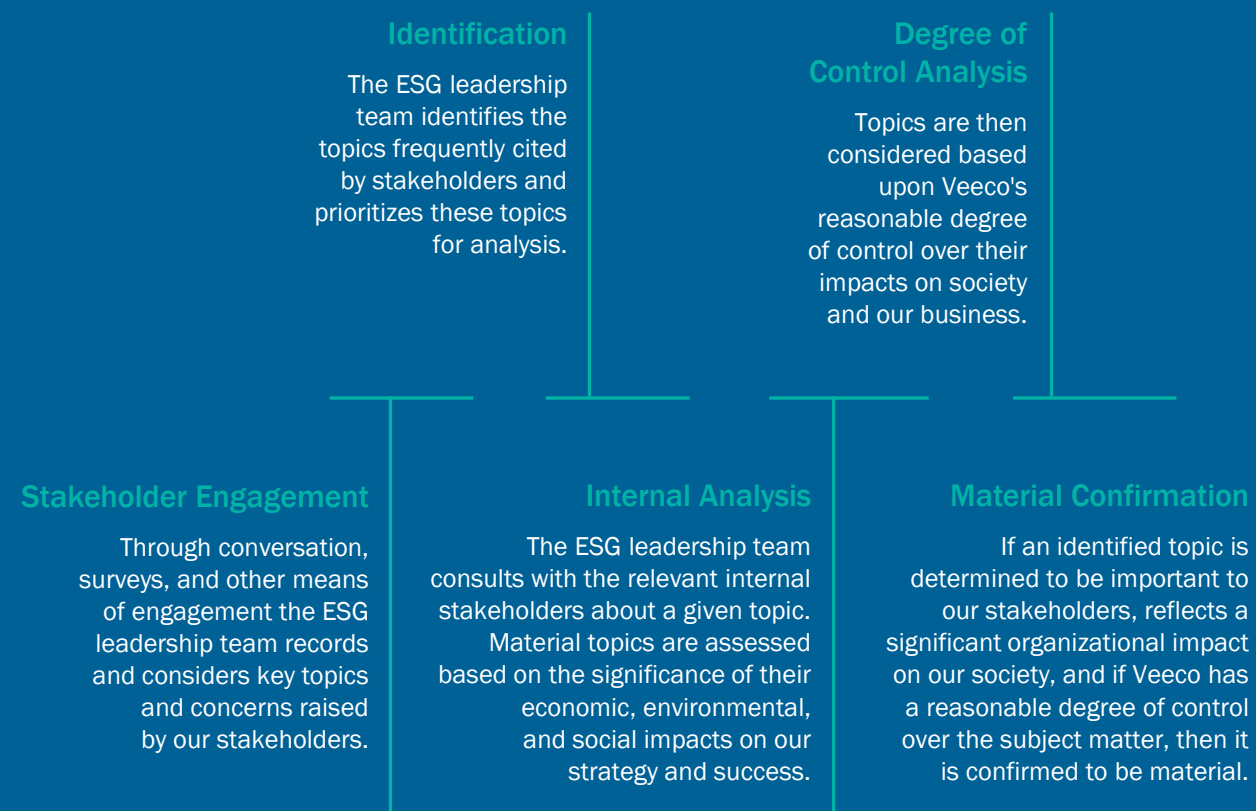 Identification
The ESG leadership
team identifies the
topics frequently cited
by stakeholders and
prioritizes these topics
for analysis.
Degree of
Control Analysis
Topics are then
considered based
upon Veeco's
reasonable degree
of control over their
impacts on society
and our business.
Stakeholder Engagement
Through conversation,
surveys, and other means
of engagement the ESG
leadership team records
and considers key topics
and concerns raised
by our stakeholders.
Internal Analysis
The ESG leadership team
consults with the relevant internal
stakeholders about a given topic.
Material topics are assessed
based on the significance of their
economic, environmental,
and social impacts on our
strategy and success.
Material Confirmation
If an identified topic is
determined to be important to
our stakeholders, reflects a
significant organizational impact
on our society, and if Veeco has
a reasonable degree of control
over the subject matter, then it
is confirmed to be material.